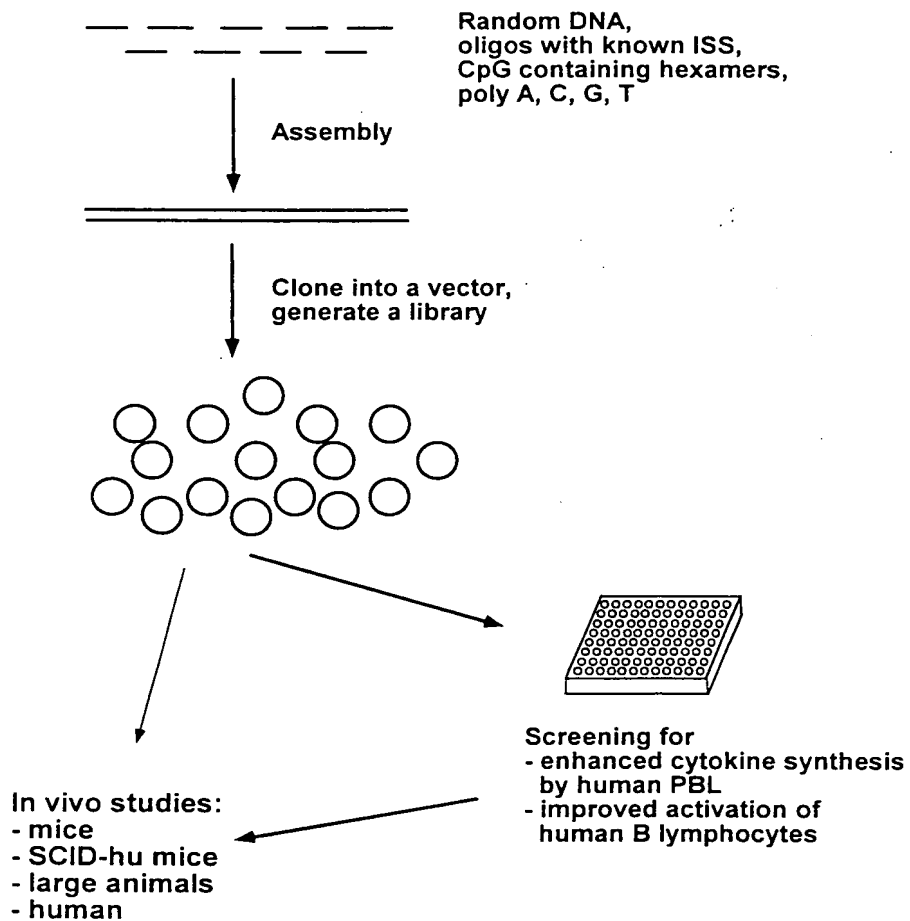 Random DNA,
oligos with known ISS,
CpG containing hexamers,
poly A, C, G, T
Assembly
Clone into a vector,
generate a library
Screening for
- enhanced cytokine synthesis
by human PBL
- improved activation of
human B lymphocytes
In vivo studies:
- mice
- SCID-hu mice
- large animals
- human